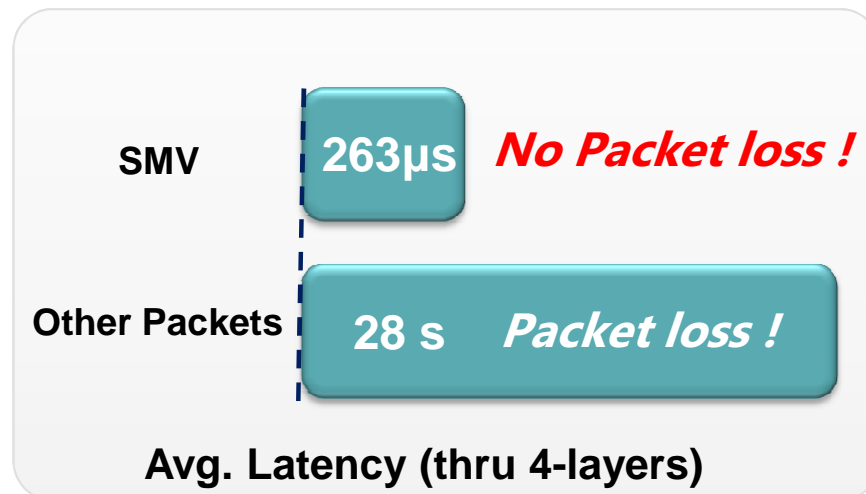 SMV
263µs
No Packet loss !
Other Packets
28 s
Packet loss !
Avg. Latency (thru 4-layers)